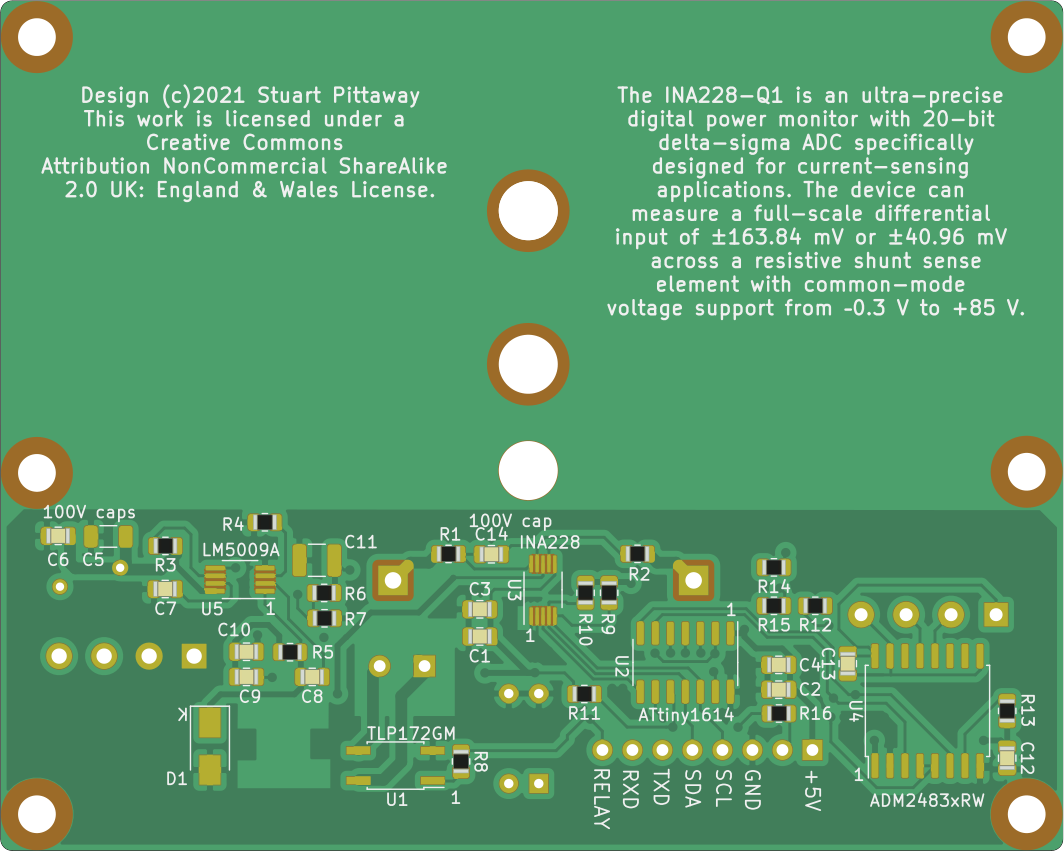 Design (c)2021 Stuart Pittaway
This work is licensed under a
Creative Commons
Attribution NonCommercial ShareAlike
2.0 UK: England & Wales License.
The INA228-Q1 is an ultra-precise
digital power monitor with 20-bit
delta-sigma ADC specifically
designed for current-sensing
applications. The device can
measure a full-scale differential
input of ±163.84 mV or ±40.96 mV
across a resistive shunt sense
element with common-mode
voltage support from -0.3 V to +85 V.
100V caps
C6
C5
R3
R4
LM5009A
C7
U5
1
C11
R6
R7
C10
R5
C9
C8
K
D1
100V cap
R1
C14
INA228
U3
C3
C1
1
R10
R9
R2
R14
R15
R12
1
U2
ATtiny1614
C4
C2
R16
C13
R11
TLP172GM
R8
U1
1
RELAY
RXD
TXD
SDA
SCL
GND
+5V
U4
1
ADM2483xRW
R13
C12